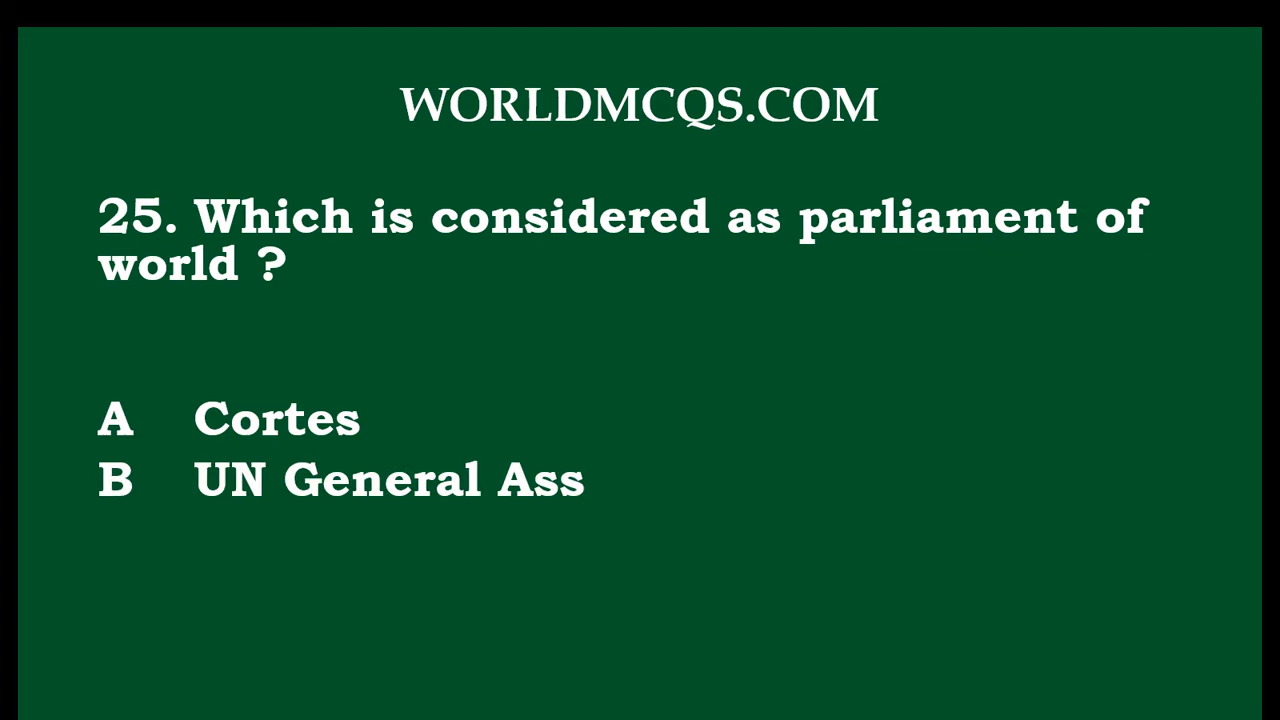 WORLDMCQS.COM
25. Which is considered as parliament of
world ?
A Cortes
B UN General Ass